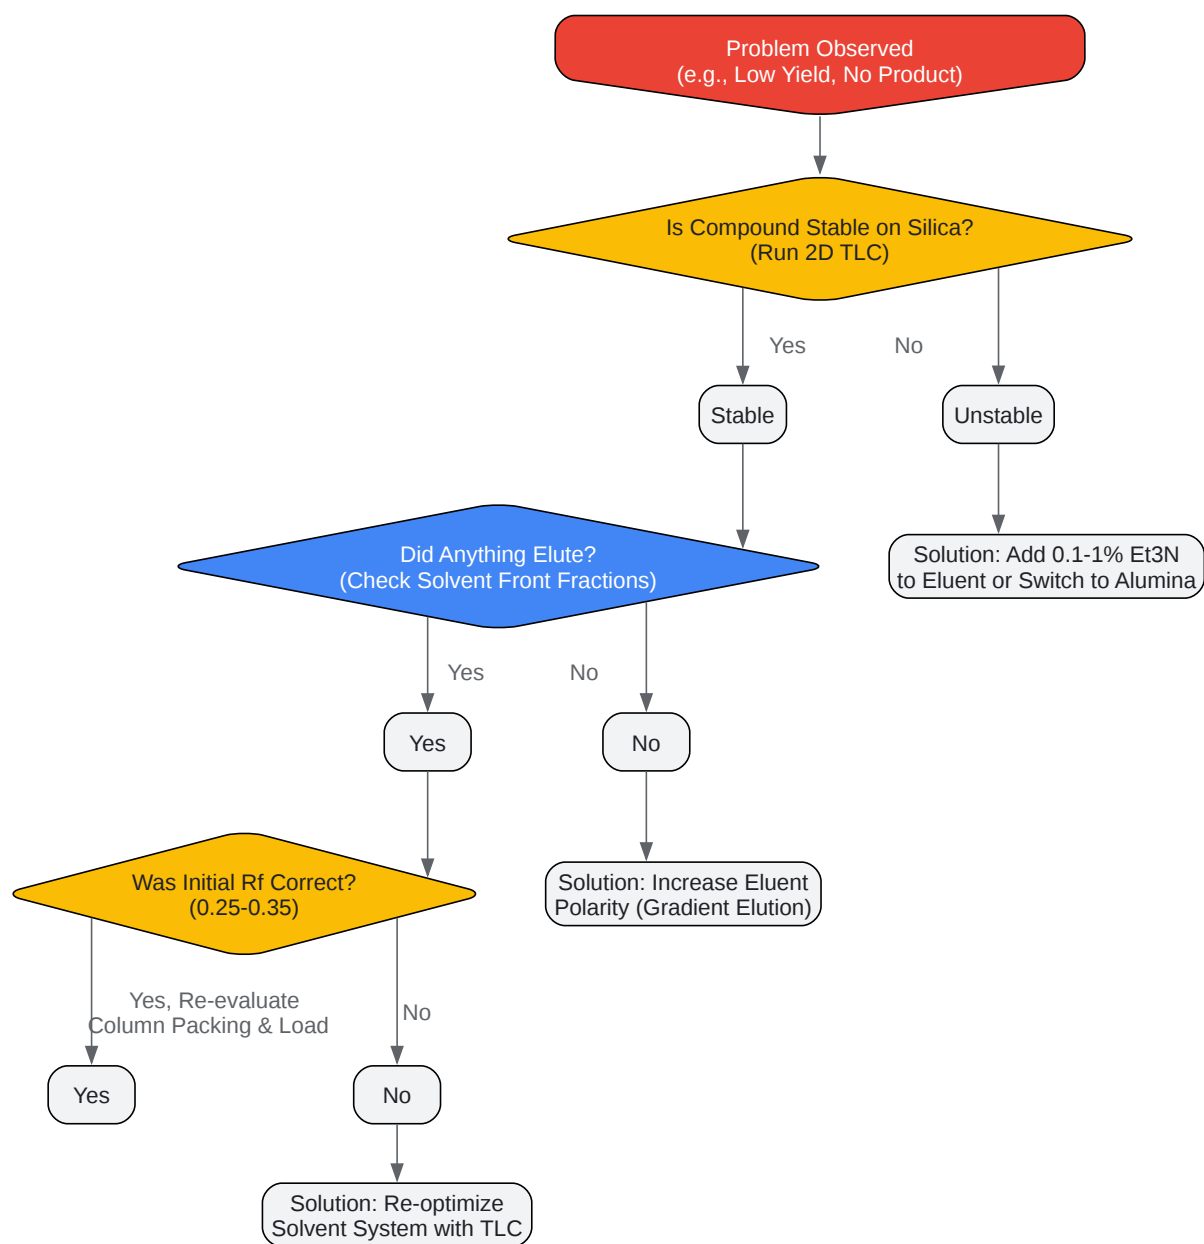 Problem Observed
(e.g., Low Yield, No Product)
Is Compound Stable on Silica?
(Run 2D TLC)
Yes
No
Stable
Unstable
Did Anything Elute?
(Check Solvent Front Fractions)
Solution: Add 0.1-1% Et3N
to Eluent or Switch to Alumina
Yes
No
Yes
No
Was Initial Rf Correct?
(0.25-0.35)
Solution: Increase Eluent
Polarity (Gradient Elution)
Yes, Re-evaluate
Column Packing & Load
No
Yes
No
Solution: Re-optimize
Solvent System with TLC